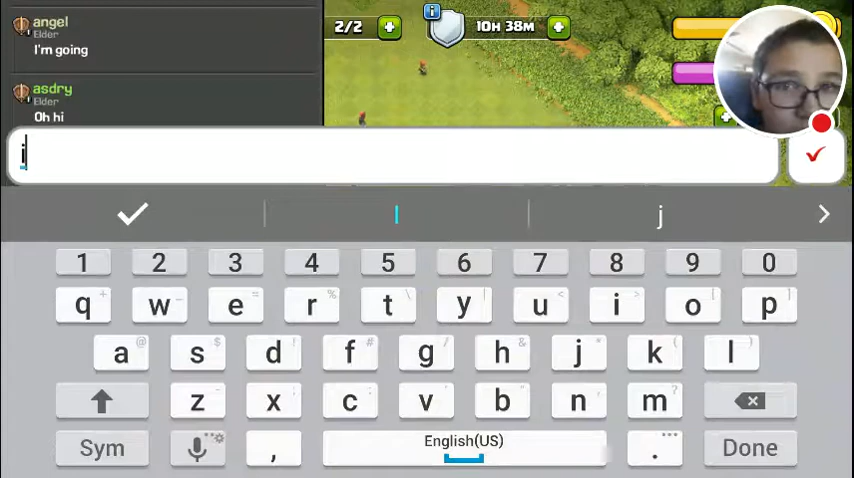 angel
Elder
I'm going
2/2 +
i
10h 38m +
asdry
Elder
Oh hi
i
I
j
1 2 3 4 5 6 7 8 9 0
q + w _ e = r % t \ y | u < i > o [ p ]
a @ s $ d ! f # g / h & j * k ( l )
z - x ' c : v ; b " n , m ?
Sym , English(US) . ... Done